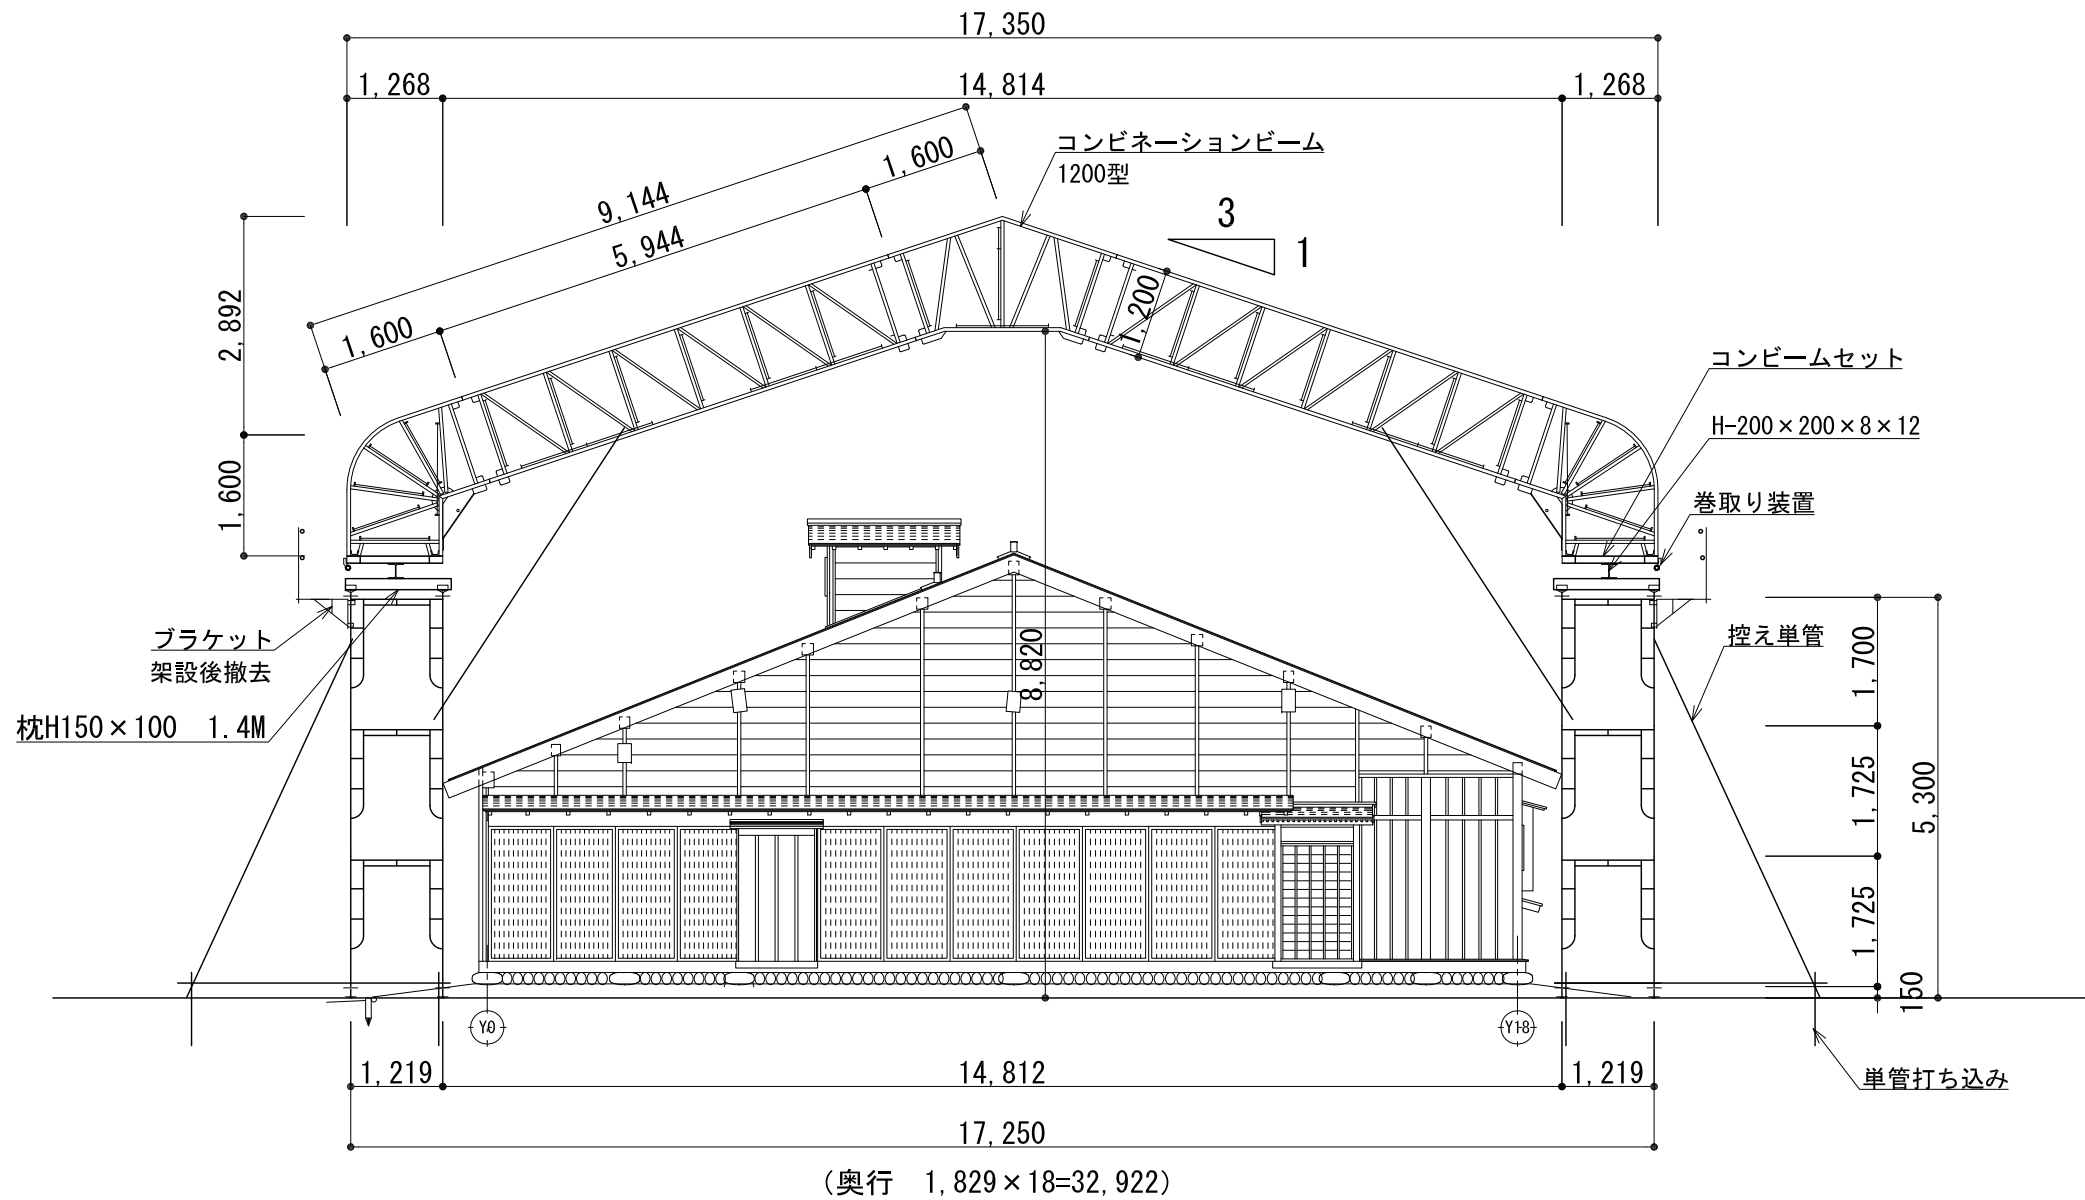 17,350
1,268
14,814
1,268
コンビネーションビーム
1200型
9,144
1,600
5,944
1,600
3
1
1,200
2,892
1,600
コンビームセット
H-200×200×8×12
巻取り装置
ブラケット
架設後撤去
枕H150×100 1.4M
8,820
控え単管
1,700
1,725
1,725
150
5,300
Y0
Y18
1,219
14,812
1,219
単管打ち込み
17,250
(奥行 1,829×18=32,922)